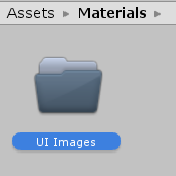 Assets ▸ Materials ▸
UI Images